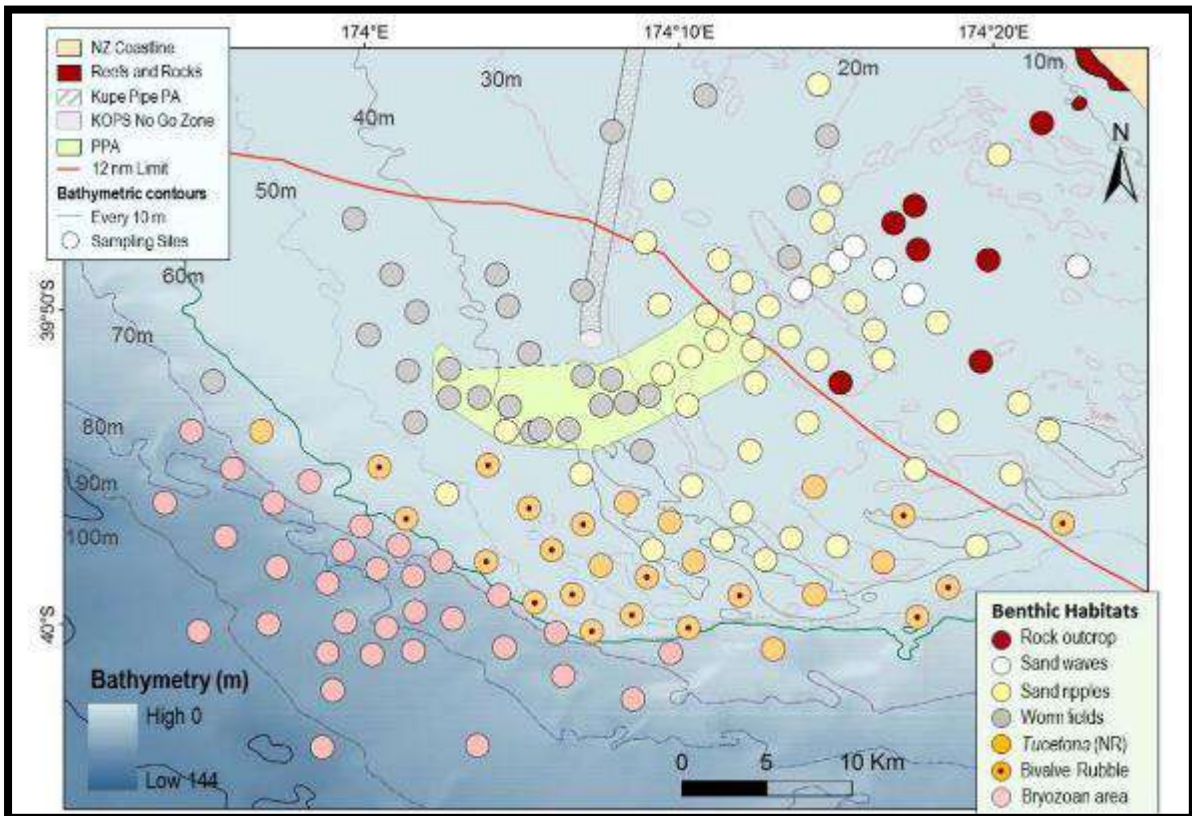 174°E
174°10'E
174°20'E
NZ Coastline
Reefs and Rocks
Kupe Pipe PA
KOPS No Go Zone
PPA
12 nm Limit
Bathymetric contours
Every 10 m
Sampling Sites
30m
20m
10m
40m
N
50m
60m
39°50'S
70m
80m
90m
100m
40°S
Bathymetry (m)
High 0
Low 144
0 5 10 Km
Benthic Habitats
Rock outcrop
Sand waves
Sand ripples
Worm fields
Tucetona (NR)
Bivalve Rubble
Bryozoan area